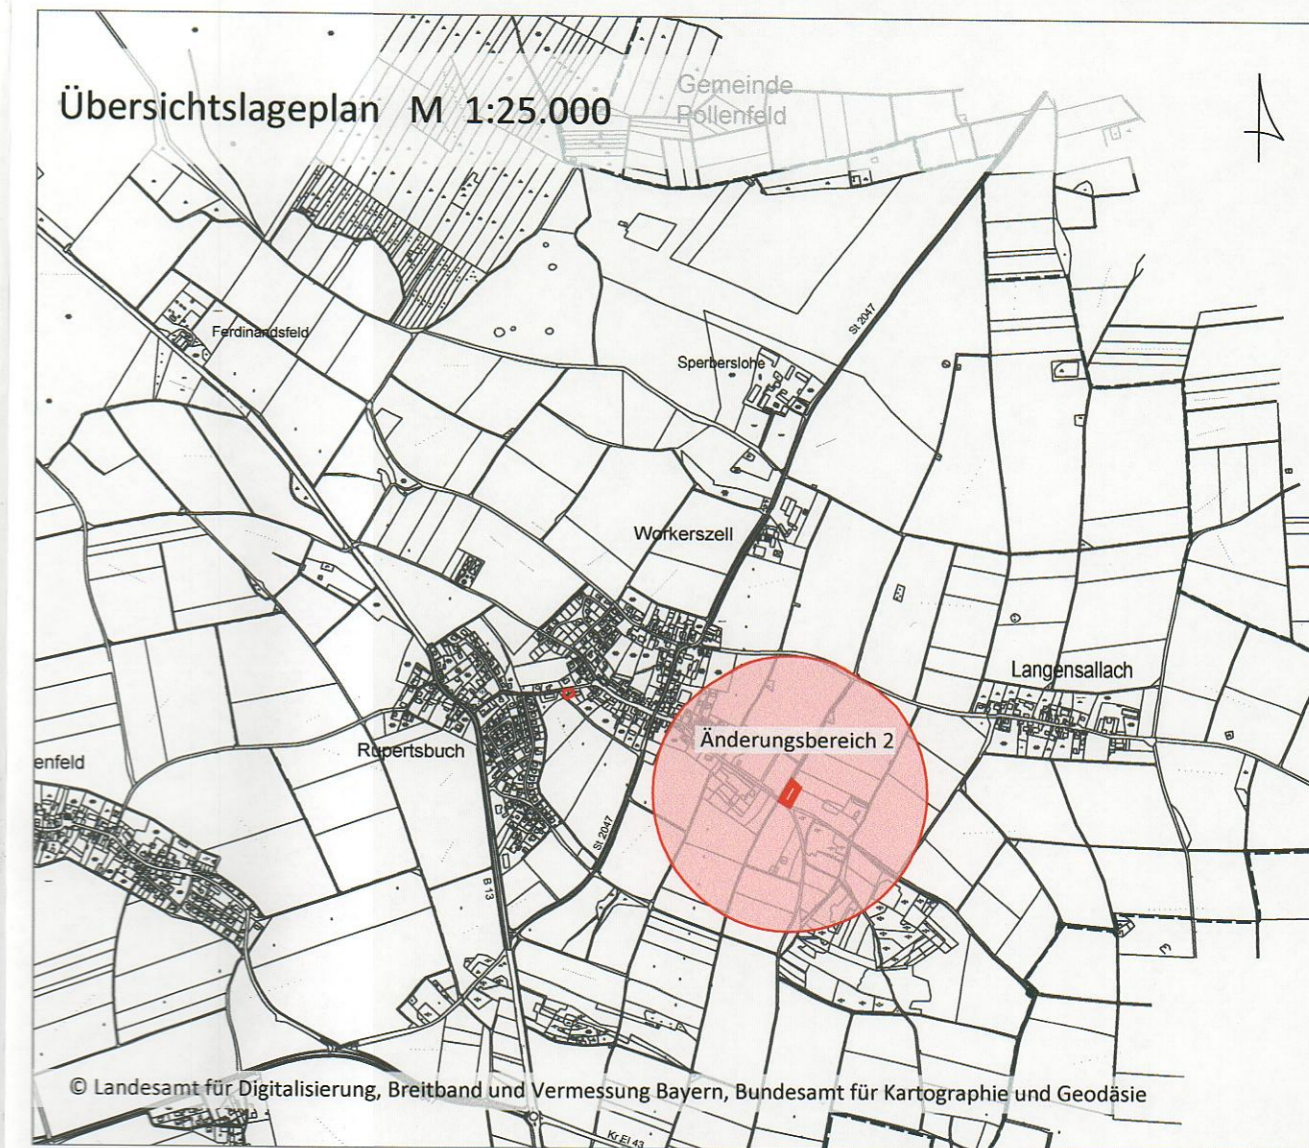 Übersichtslageplan M 1:25.000
Gemeinde
Pollenfeld
St 2047
Ferdinandsfeld
Sperberslohe
Workerszell
Langensallach
Änderungsbereich 2
Rupertsbuch
enfeld
St 2047
B 13
© Landesamt für Digitalisierung, Breitband und Vermessung Bayern, Bundesamt für Kartographie und Geodäsie
Kr EI 43